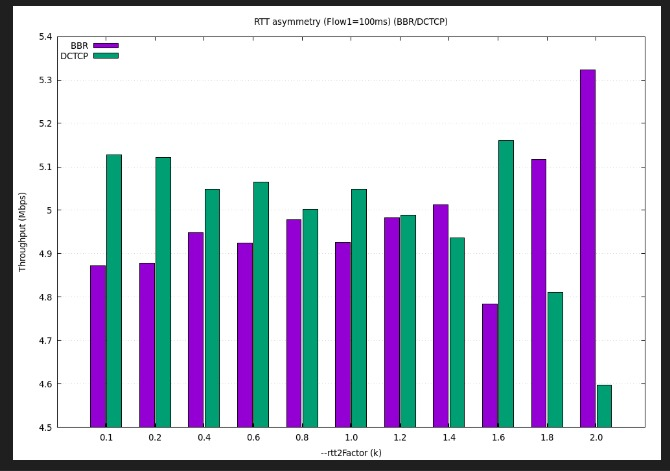 RTT asymmetry (Flow1=100ms) (BBR/DCTCP)
BBR
DCTCP
5.4
5.3
5.2
5.1
5
4.9
4.8
4.7
4.6
4.5
Throughput (Mbps)
0.1 0.2 0.4 0.6 0.8 1.0 1.2 1.4 1.6 1.8 2.0
--rtt2Factor (k)